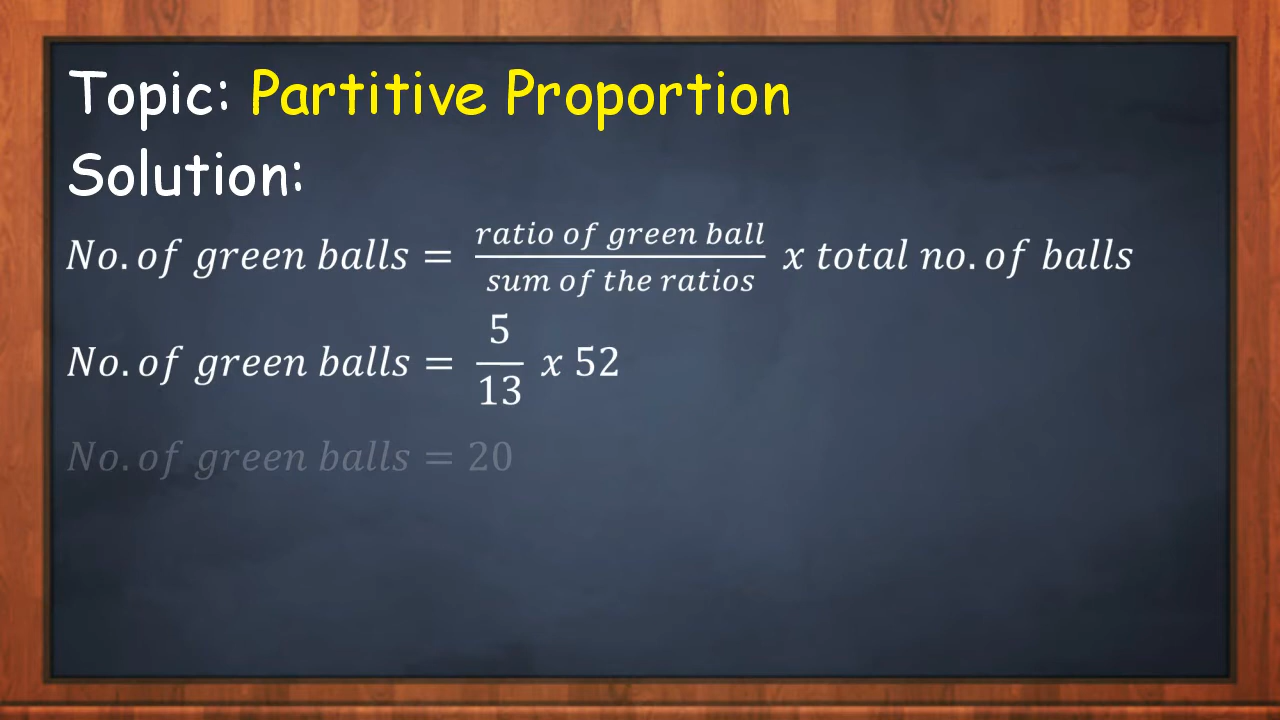 Topic: Partitive Proportion
Solution:
No. of green balls = ratio of green ball / sum of the ratios x total no. of balls
No. of green balls = 5/13 x 52
No. of green balls = 20